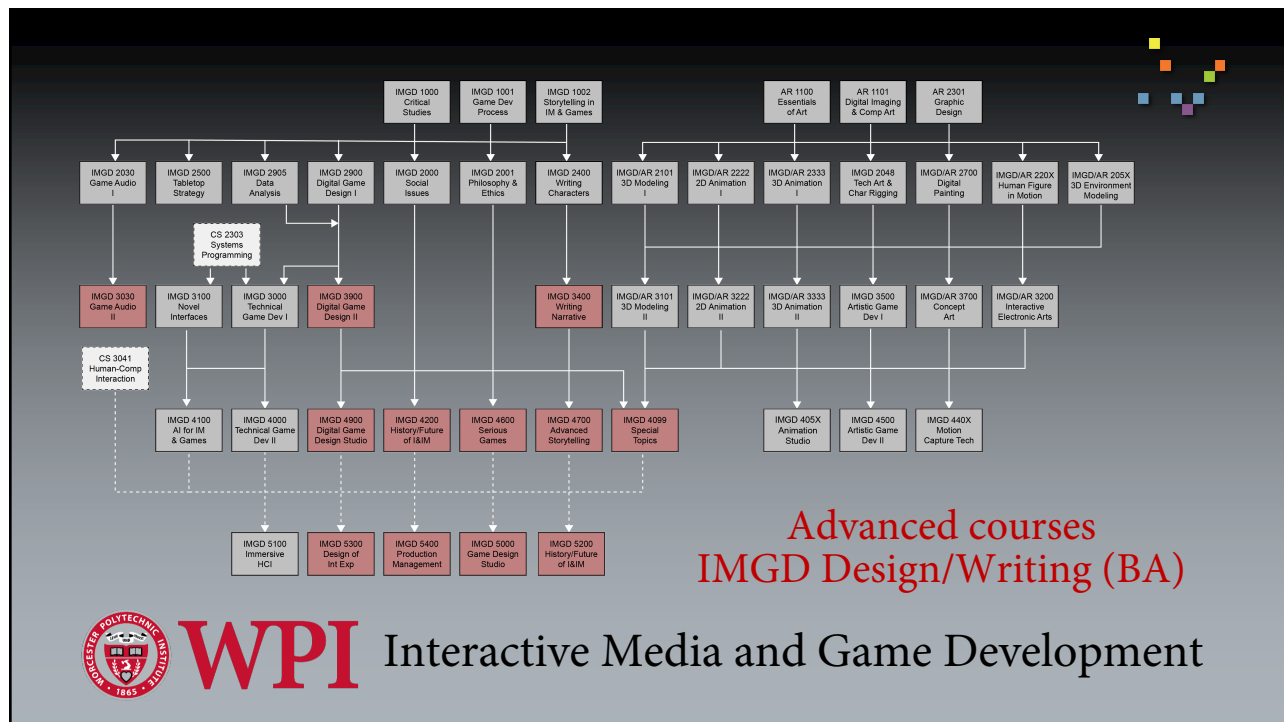 IMGD 1000
Critical
Studies
IMGD 1001
Game Dev
Process
IMGD 1002
Storytelling in
IM & Games
AR 1100
Essentials
of Art
AR 1101
Digital Imaging
& Comp Art
AR 2301
Graphic
Design
IMGD 2030
Game Audio
I
IMGD 2500
Tabletop
Strategy
IMGD 2905
Data
Analysis
IMGD 2900
Digital Game
Design I
IMGD 2000
Social
Issues
IMGD 2001
Philosophy &
Ethics
IMGD 2400
Writing
Characters
IMGD/AR 2101
3D Modeling
I
IMGD/AR 2222
2D Animation
I
IMGD/AR 2333
3D Animation
I
IMGD 2048
Tech Art &
Char Rigging
IMGD/AR 2700
Digital
Painting
IMGD/AR 220X
Human Figure
in Motion
IMGD/AR 205X
3D Environment
Modeling
CS 2303
Systems
Programming
IMGD 3030
Game Audio
II
IMGD 3100
Novel
Interfaces
IMGD 3000
Technical
Game Dev I
IMGD 3900
Digital Game
Design II
IMGD 3400
Writing
Narrative
IMGD/AR 3101
3D Modeling
II
IMGD/AR 3222
2D Animation
II
IMGD/AR 3333
3D Animation
II
IMGD 3500
Artistic Game
Dev I
IMGD/AR 3700
Concept
Art
IMGD/AR 3200
Interactive
Electronic Arts
CS 3041
Human-Comp
Interaction
IMGD 4100
AI for IM
& Games
IMGD 4000
Technical Game
Dev II
IMGD 4900
Digital Game
Design Studio
IMGD 4200
History/Future
of I&IM
IMGD 4600
Serious
Games
IMGD 4700
Advanced
Storytelling
IMGD 4099
Special
Topics
IMGD 405X
Animation
Studio
IMGD 4500
Artistic Game
Dev II
IMGD 440X
Motion
Capture Tech
IMGD 5100
Immersive
HCI
IMGD 5300
Design of
Int Exp
IMGD 5400
Production
Management
IMGD 5000
Game Design
Studio
IMGD 5200
History/Future
of I&IM
Advanced courses
IMGD Design/Writing (BA)
WORCESTER POLYTECHNIC INSTITUTE
1865
WPI
Interactive Media and Game Development